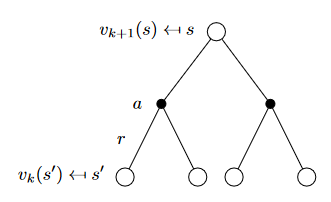 v_{k+1}(s) ↤ s
a
r
v_k(s′) ↤ s′